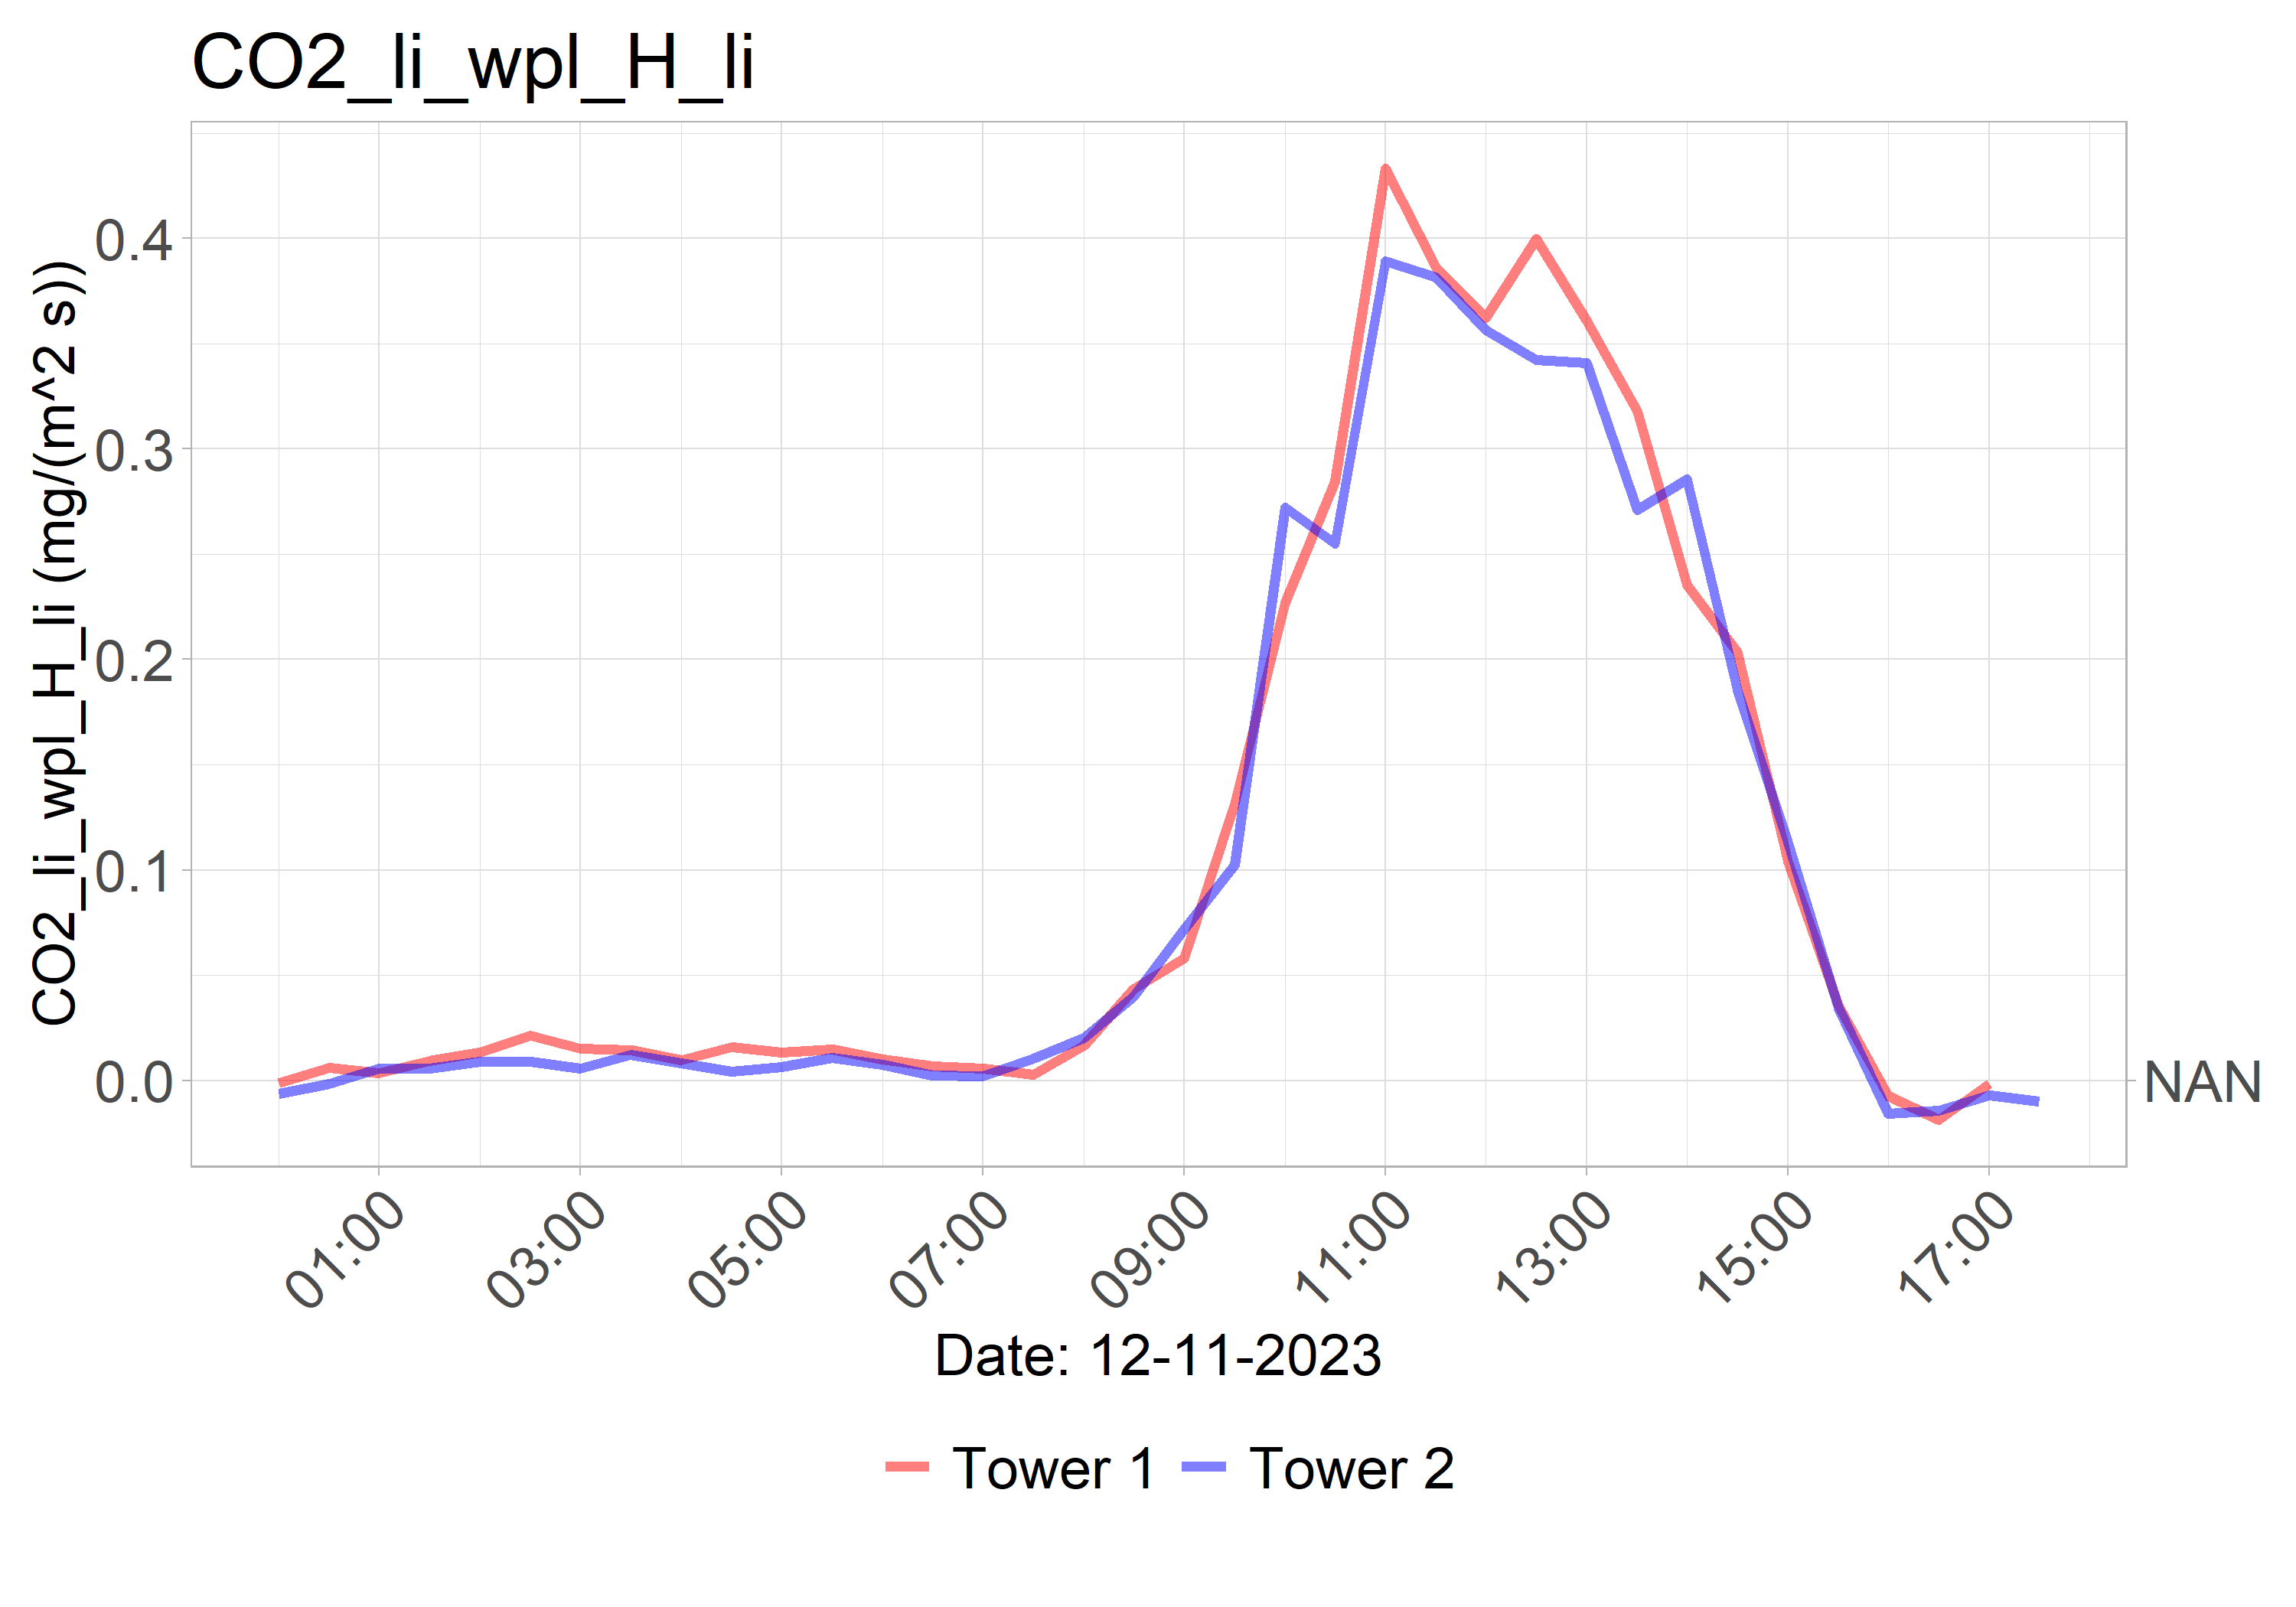 CO2_li_wpl_H_li
CO2_li_wpl_H_li (mg/(m^2 s))
0.4
0.3
0.2
0.1
0.0
NAN
01:00
03:00
05:00
07:00
09:00
11:00
13:00
15:00
17:00
Date: 12-11-2023
Tower 1 Tower 2